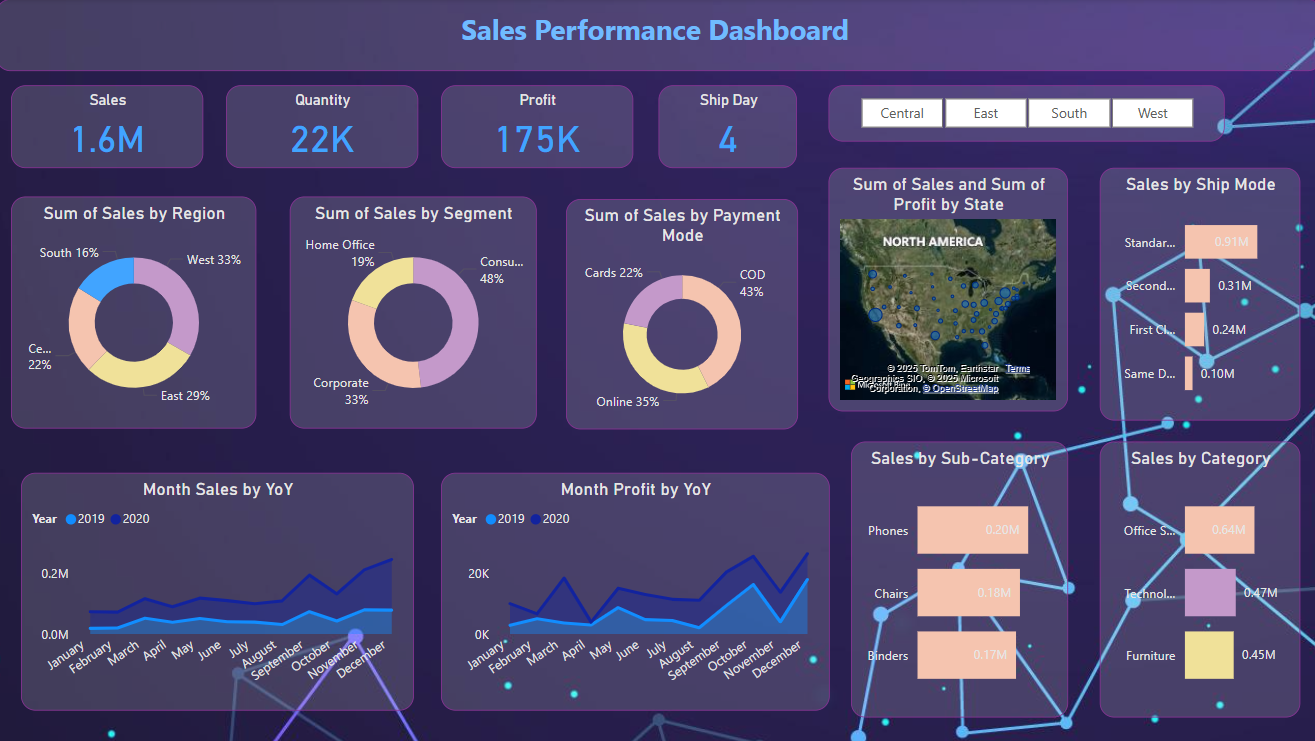 Sales Performance Dashboard
Sales
1.6M
Quantity
22K
Profit
175K
Ship Day
4
Central
East
South
West
Sum of Sales by Region
South 16%
West 33%
Ce...
22%
East 29%
Sum of Sales by Segment
Home Office
19%
Consu...
48%
Corporate
33%
Sum of Sales by Payment
Mode
Cards 22%
COD
43%
Online 35%
Sum of Sales and Sum of
Profit by State
NORTH AMERICA
© 2025 TomTom, Earthstar
Terms
Geographics SIO, © 2025 Microsoft
Corporation, © OpenStreetMap
Sales by Ship Mode
Standar... 0.91M
Second... 0.31M
First Cl... 0.24M
Same D... 0.10M
Month Sales by YoY
Year 2019 2020
0.2M
0.0M
January
February
March
April
May
June
July
August
September
October
November
December
Month Profit by YoY
Year 2019 2020
20K
0K
January
February
March
April
May
June
July
August
September
October
November
December
Sales by Sub-Category
Phones 0.20M
Chairs 0.18M
Binders 0.17M
Sales by Category
Office S... 0.64M
Technol... 0.47M
Furniture 0.45M